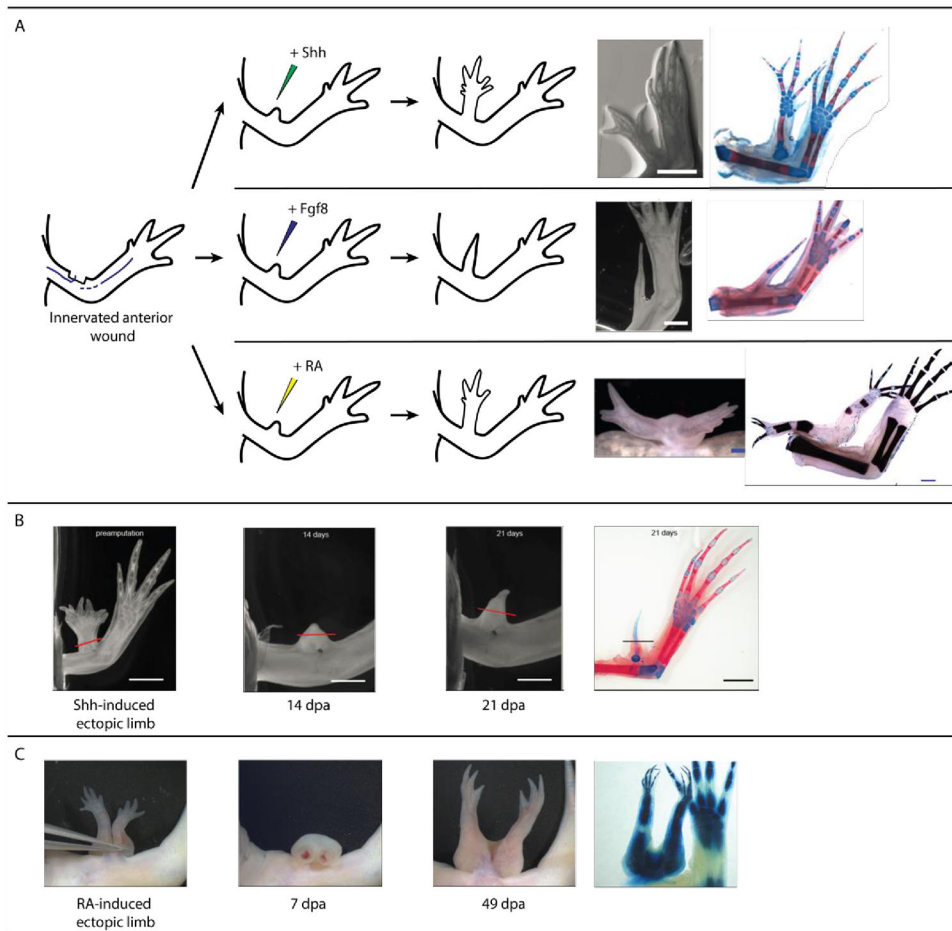 A
+ Shh
+ Fgf8
Innervated anterior
wound
+ RA
B
preamputation
14 days
21 days
21 days
Shh-induced
ectopic limb
14 dpa
21 dpa
C
RA-induced
ectopic limb
7 dpa
49 dpa